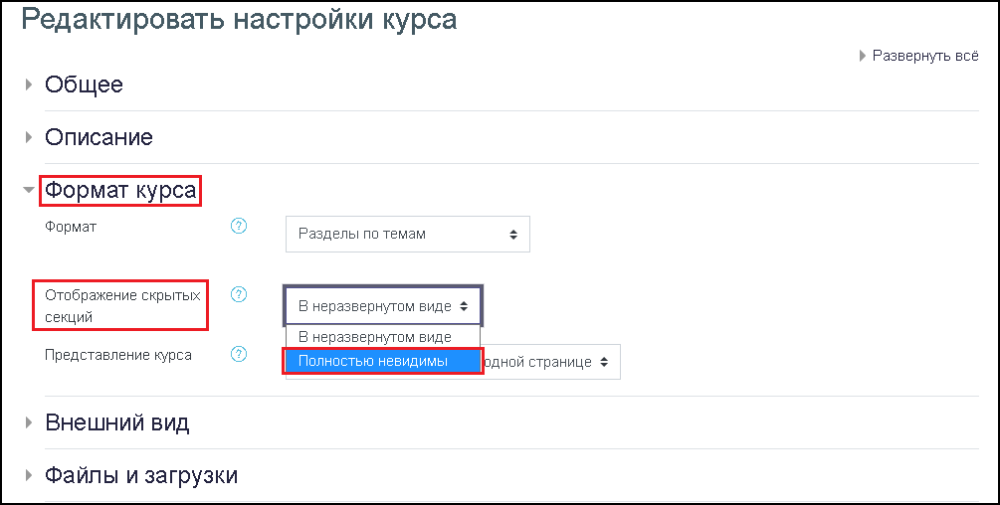 Редактировать настройки курса
Развернуть всё
Общее
Описание
Формат курса
Формат
?
Разделы по темам
Отображение скрытых
секций
?
В неразвернутом виде
В неразвернутом виде
Полностью невидимы
Представление курса
?
одной странице
Внешний вид
Файлы и загрузки